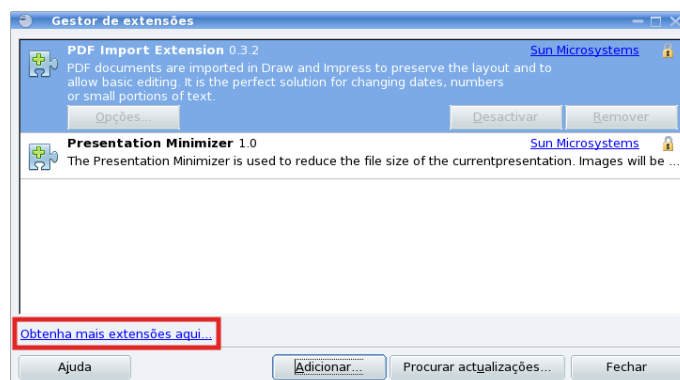 Gestor de extensões
PDF Import Extension 0.3.2 Sun Microsystems
PDF documents are imported in Draw and Impress to preserve the layout and to
allow basic editing. It is the perfect solution for changing dates, numbers
or small portions of text.
Opções... Desactivar Remover
Presentation Minimizer 1.0 Sun Microsystems
The Presentation Minimizer is used to reduce the file size of the currentpresentation. Images will be ...
Obtenha mais extensões aqui...
Ajuda Adicionar... Procurar actualizações... Fechar